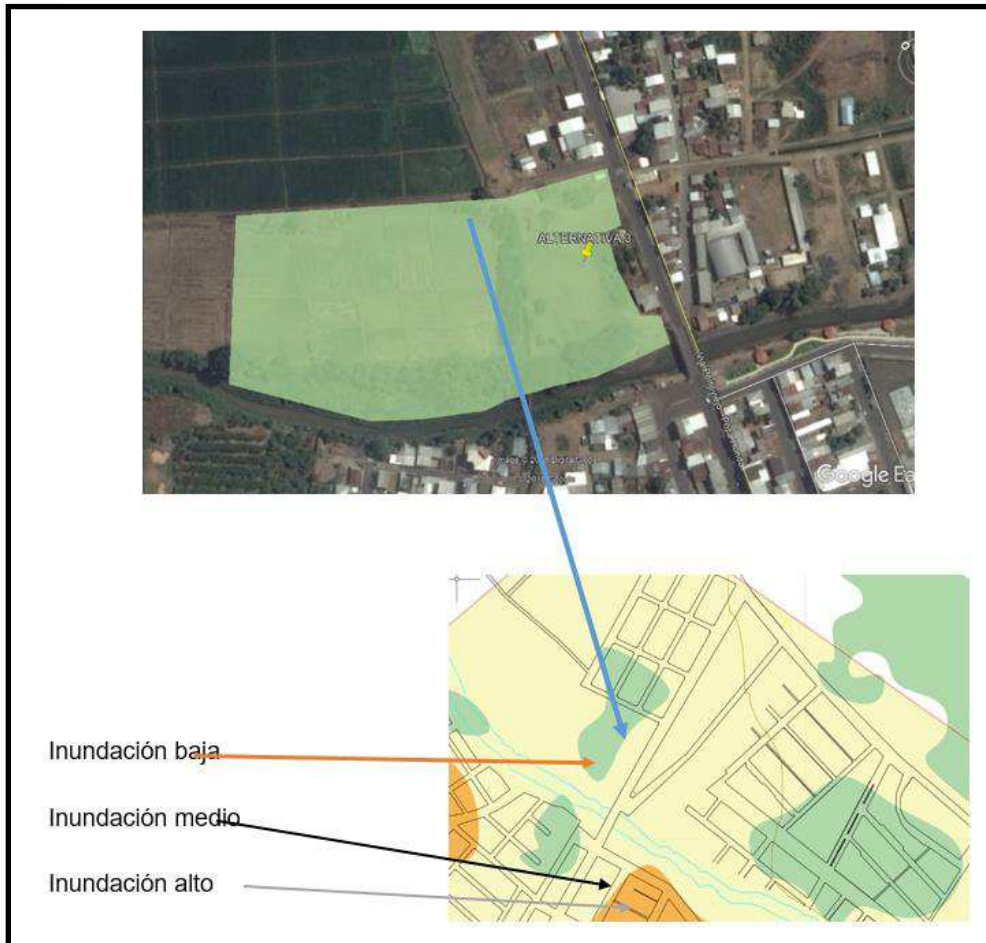 ALTERNATIVA 3
Google Ea
Inundación baja
Inundación medio
Inundación alto